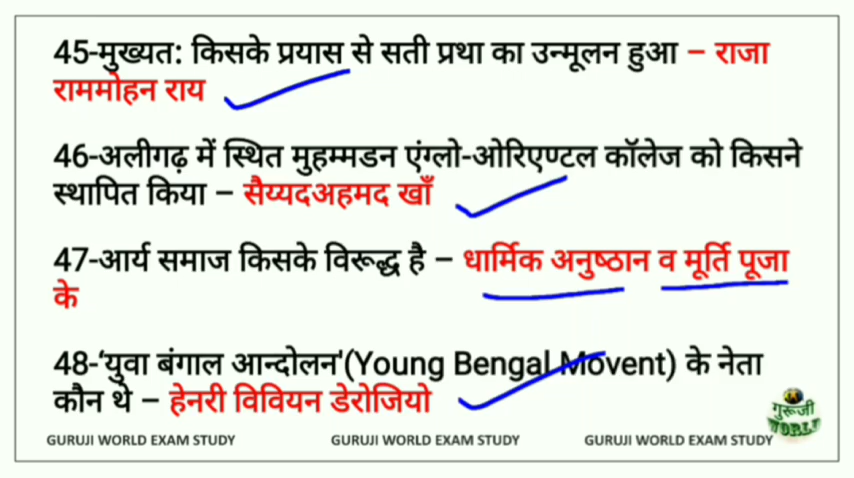 45-मुख्यत: किसके प्रयास से सती प्रथा का उन्मूलन हुआ – राजा
राममोहन राय
46-अलीगढ़ में स्थित मुहम्मडन एंग्लो-ओरिएण्टल कॉलेज को किसने
स्थापित किया – सैय्यदअहमद खाँ
47-आर्य समाज किसके विरूद्ध है – धार्मिक अनुष्ठान व मूर्ति पूजा
के
48-‘युवा बंगाल आन्दोलन'(Young Bengal Movent) के नेता
कौन थे – हेनरी विवियन डेरोजियो
गुरूजी
WORLD
GURUJI WORLD EXAM STUDY GURUJI WORLD EXAM STUDY GURUJI WORLD EXAM STUDY